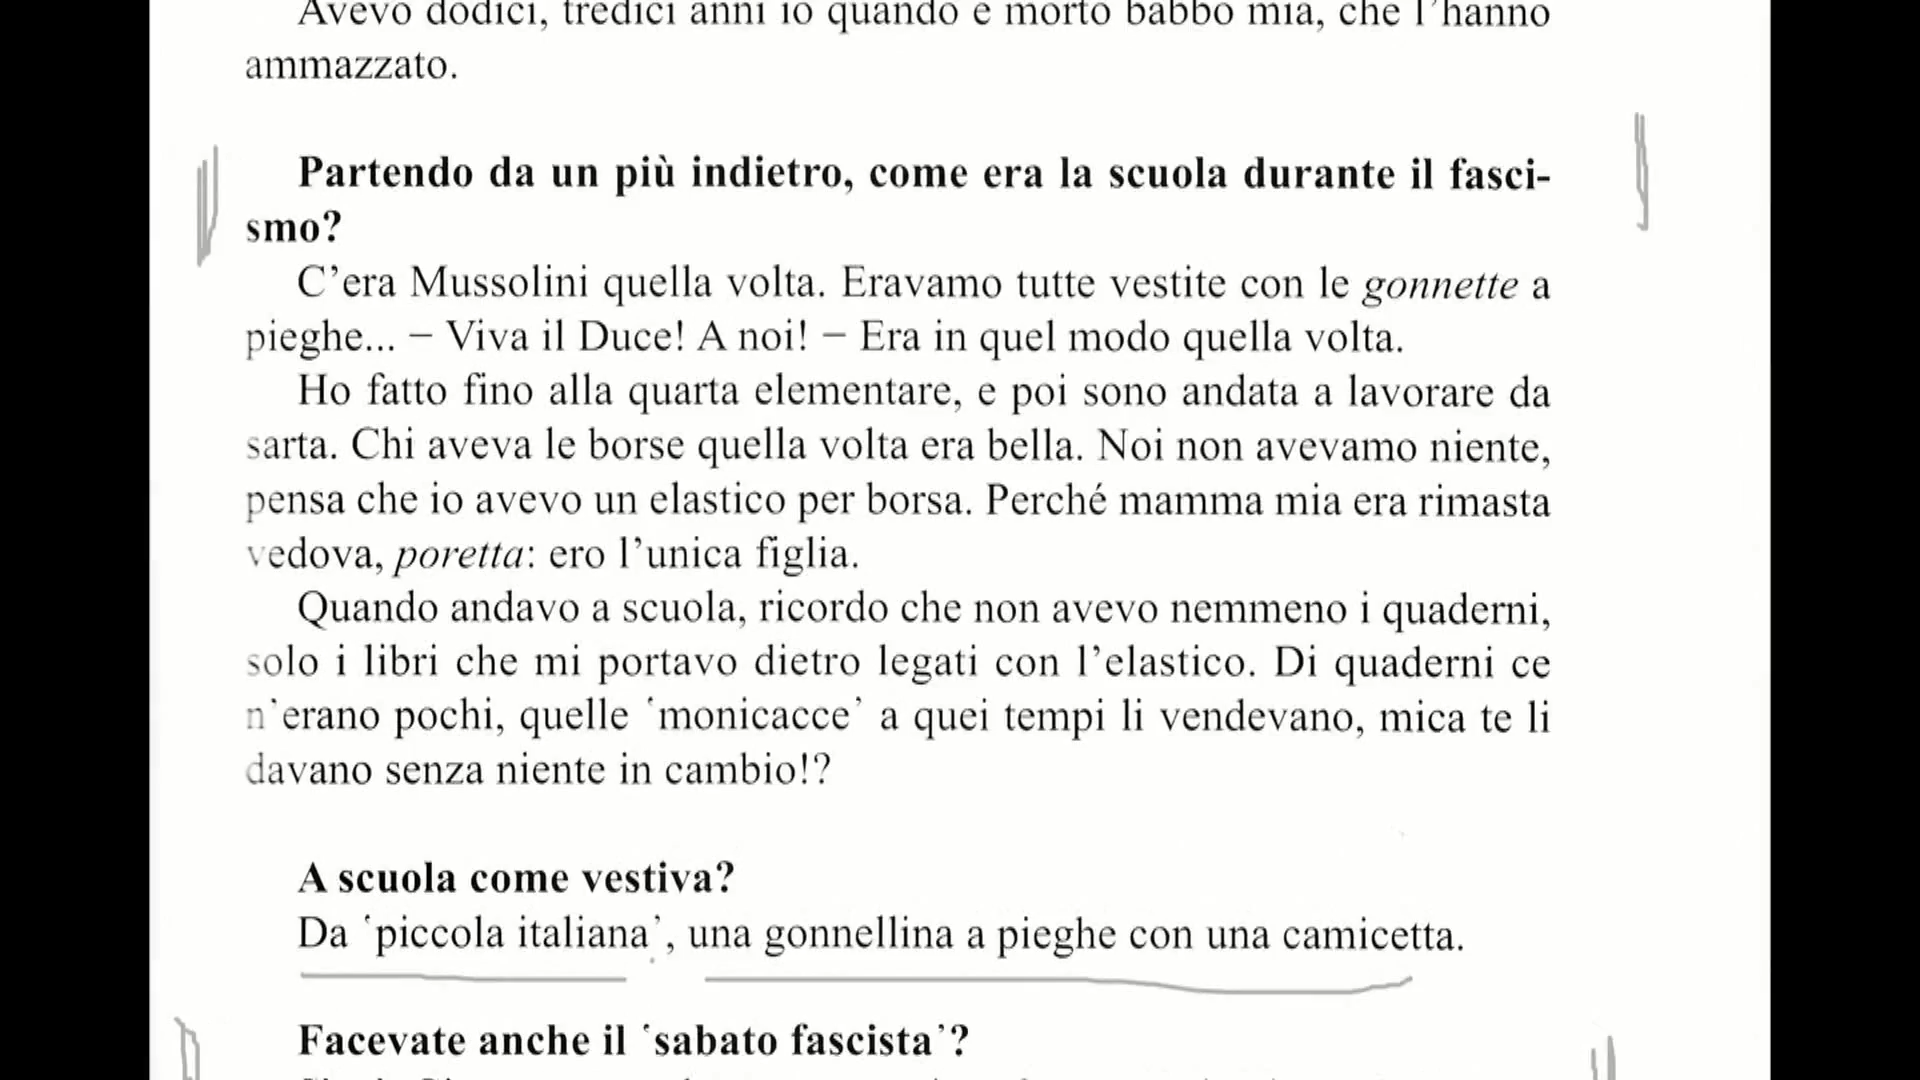 Avevo dodici, tredici anni io quando è morto babbo mia, che l’hanno
ammazzato.
Partendo da un più indietro, come era la scuola durante il fasci-
smo?
C’era Mussolini quella volta. Eravamo tutte vestite con le gonnette a
pieghe... – Viva il Duce! A noi! – Era in quel modo quella volta.
Ho fatto fino alla quarta elementare, e poi sono andata a lavorare da
sarta. Chi aveva le borse quella volta era bella. Noi non avevamo niente,
pensa che io avevo un elastico per borsa. Perché mamma mia era rimasta
vedova, poretta: ero l’unica figlia.
Quando andavo a scuola, ricordo che non avevo nemmeno i quaderni,
solo i libri che mi portavo dietro legati con l’elastico. Di quaderni ce
n’erano pochi, quelle ‘monicacce’ a quei tempi li vendevano, mica te li
davano senza niente in cambio!?
A scuola come vestiva?
Da ‘piccola italiana’, una gonnellina a pieghe con una camicetta.
Facevate anche il ‘sabato fascista’?